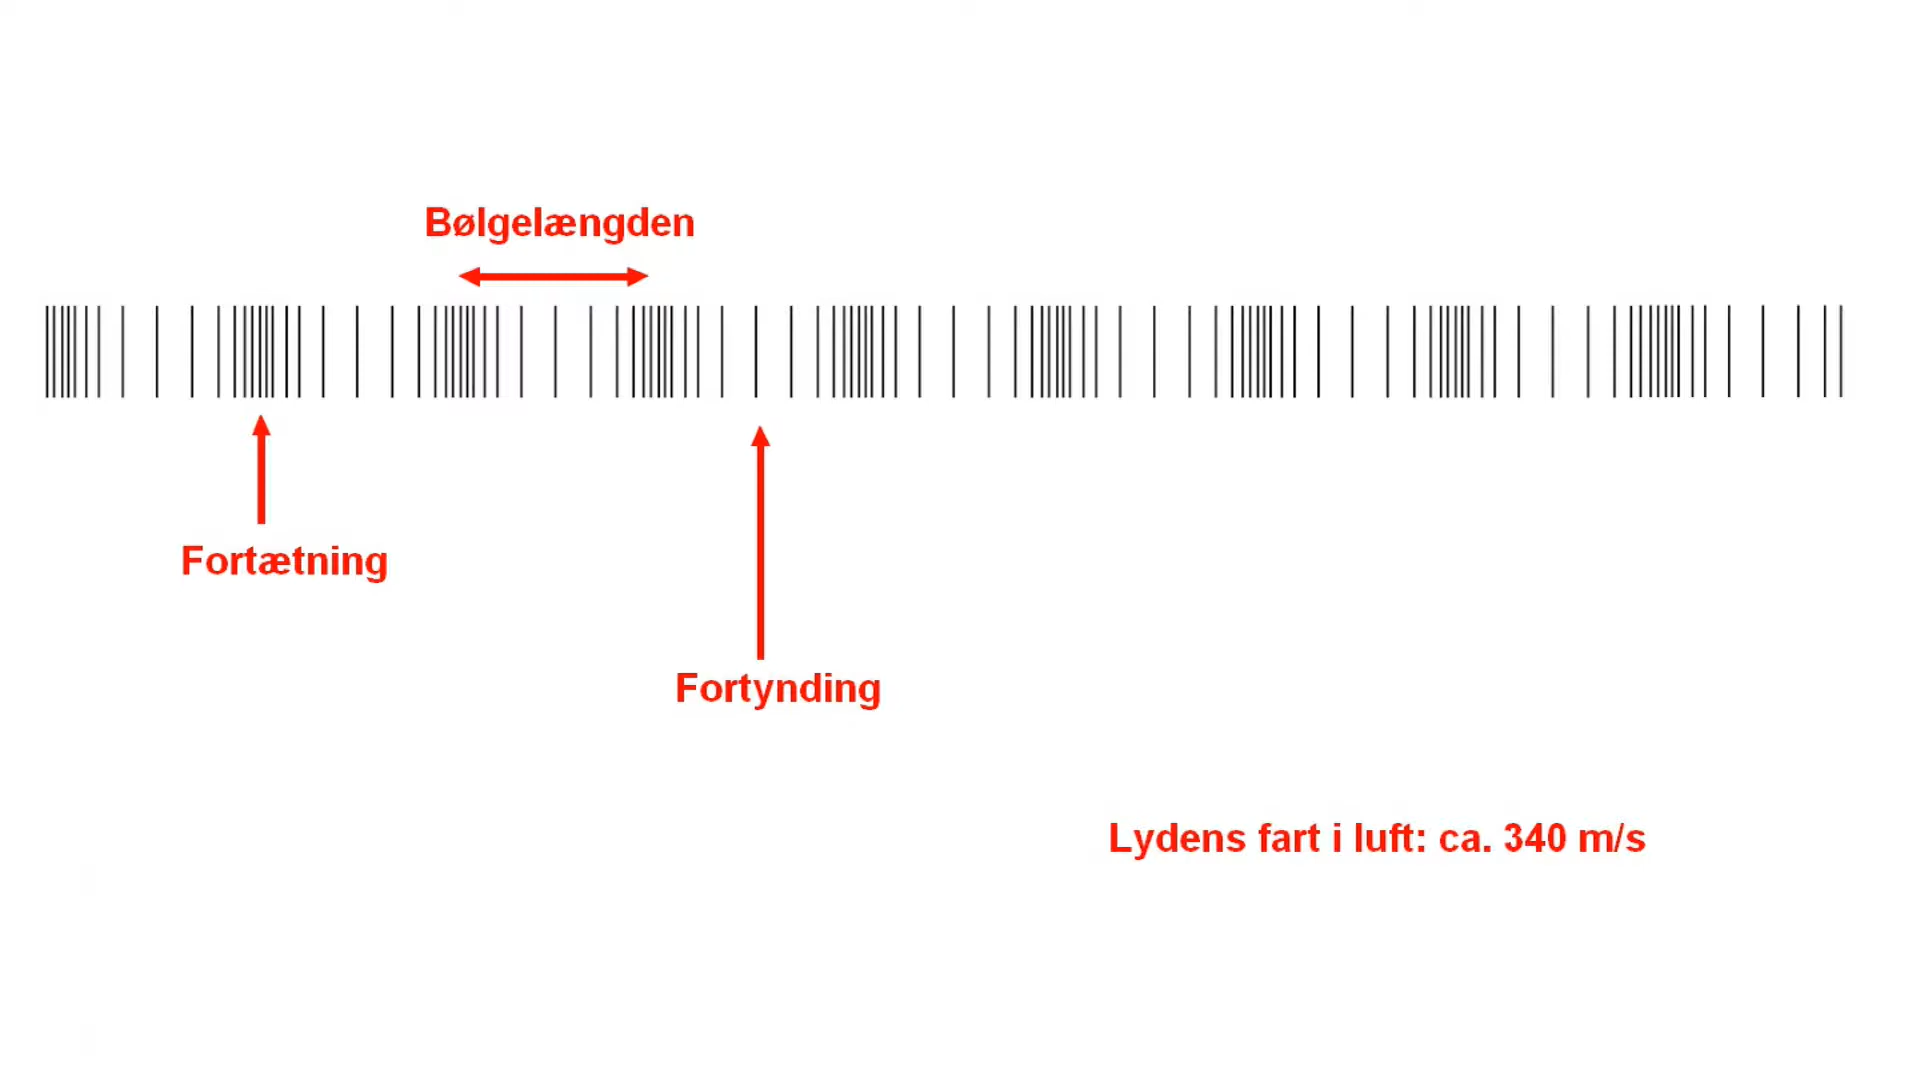 Bølgelængden
Fortætning
Fortynding
Lydens fart i luft: ca. 340 m/s